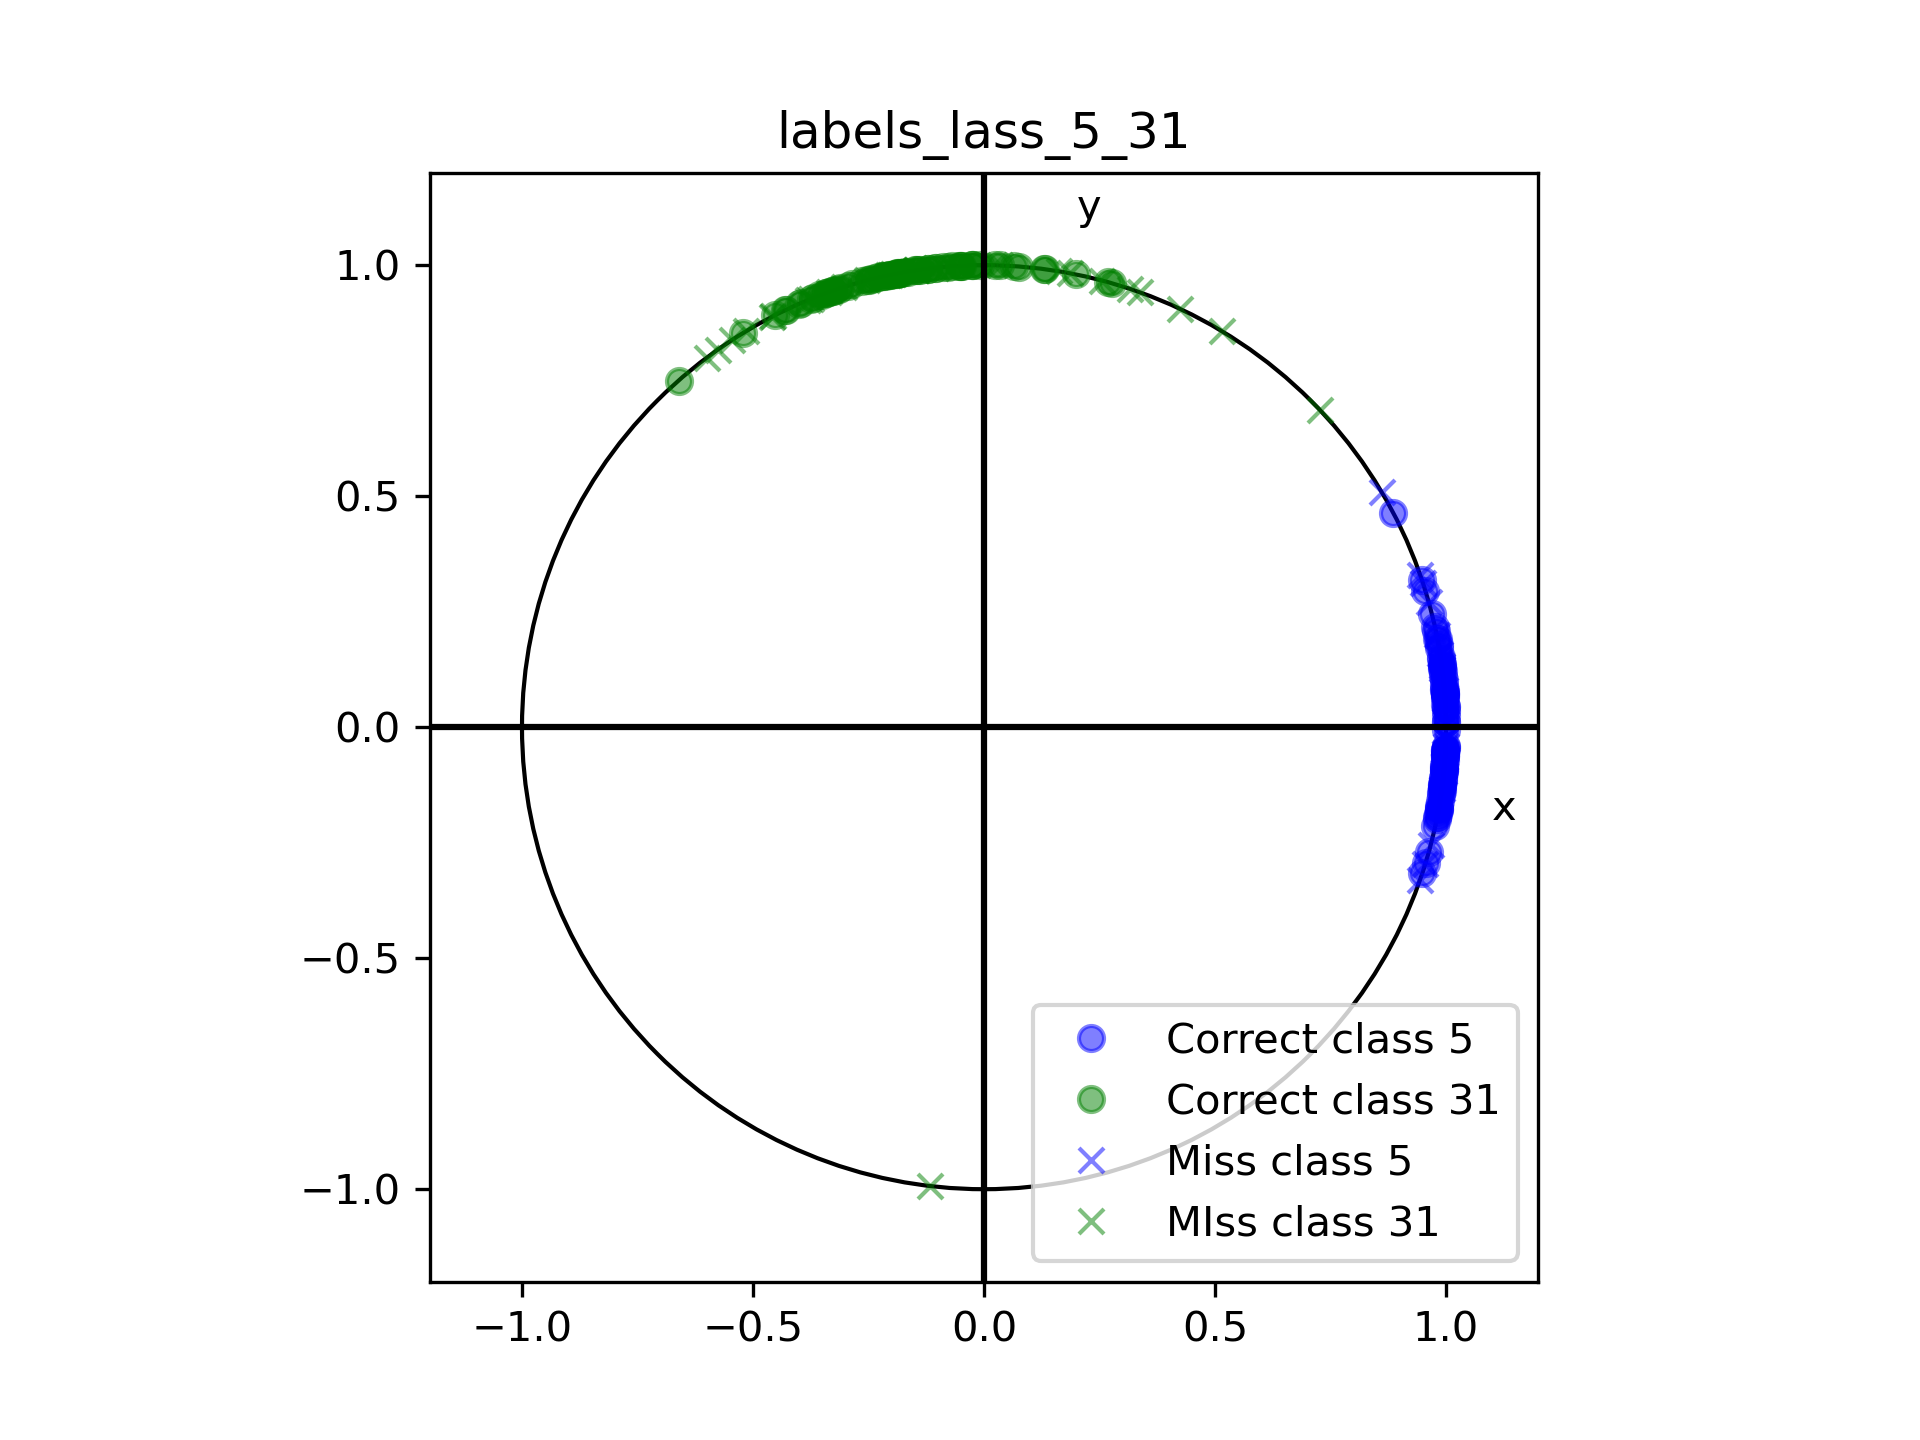 labels_lass_5_31
y
1.0
0.5
0.0
x
−0.5
−1.0
Correct class 5
Correct class 31
Miss class 5
MIss class 31
−1.0 −0.5 0.0 0.5 1.0